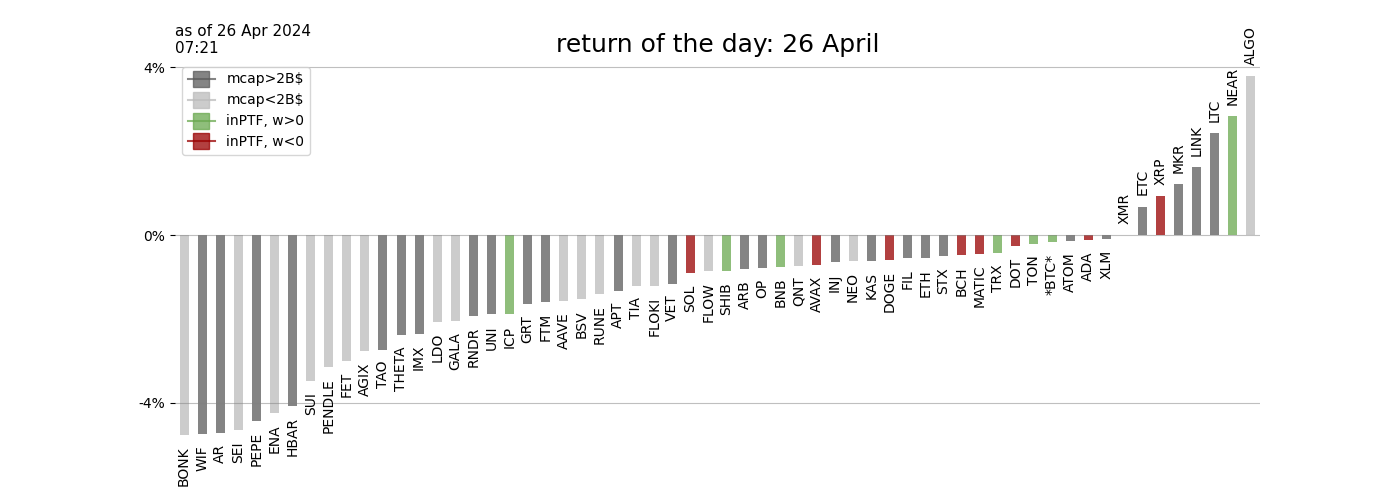 as of 26 Apr 2024
07:21
return of the day: 26 April
4%
0%
-4%
mcap>2B$
mcap<2B$
inPTF, w>0
inPTF, w<0
BONK
WIF
AR
SEI
PEPE
ENA
HBAR
SUI
PENDLE
FET
AGIX
TAO
THETA
IMX
LDO
GALA
RNDR
UNI
ICP
GRT
FTM
AAVE
BSV
RUNE
APT
TIA
FLOKI
VET
SOL
FLOW
SHIB
ARB
OP
BNB
QNT
AVAX
INJ
NEO
KAS
DOGE
FIL
ETH
STX
BCH
MATIC
TRX
DOT
TON
*BTC*
ATOM
ADA
XLM
XMR
ETC
XRP
MKR
LINK
LTC
NEAR
ALGO